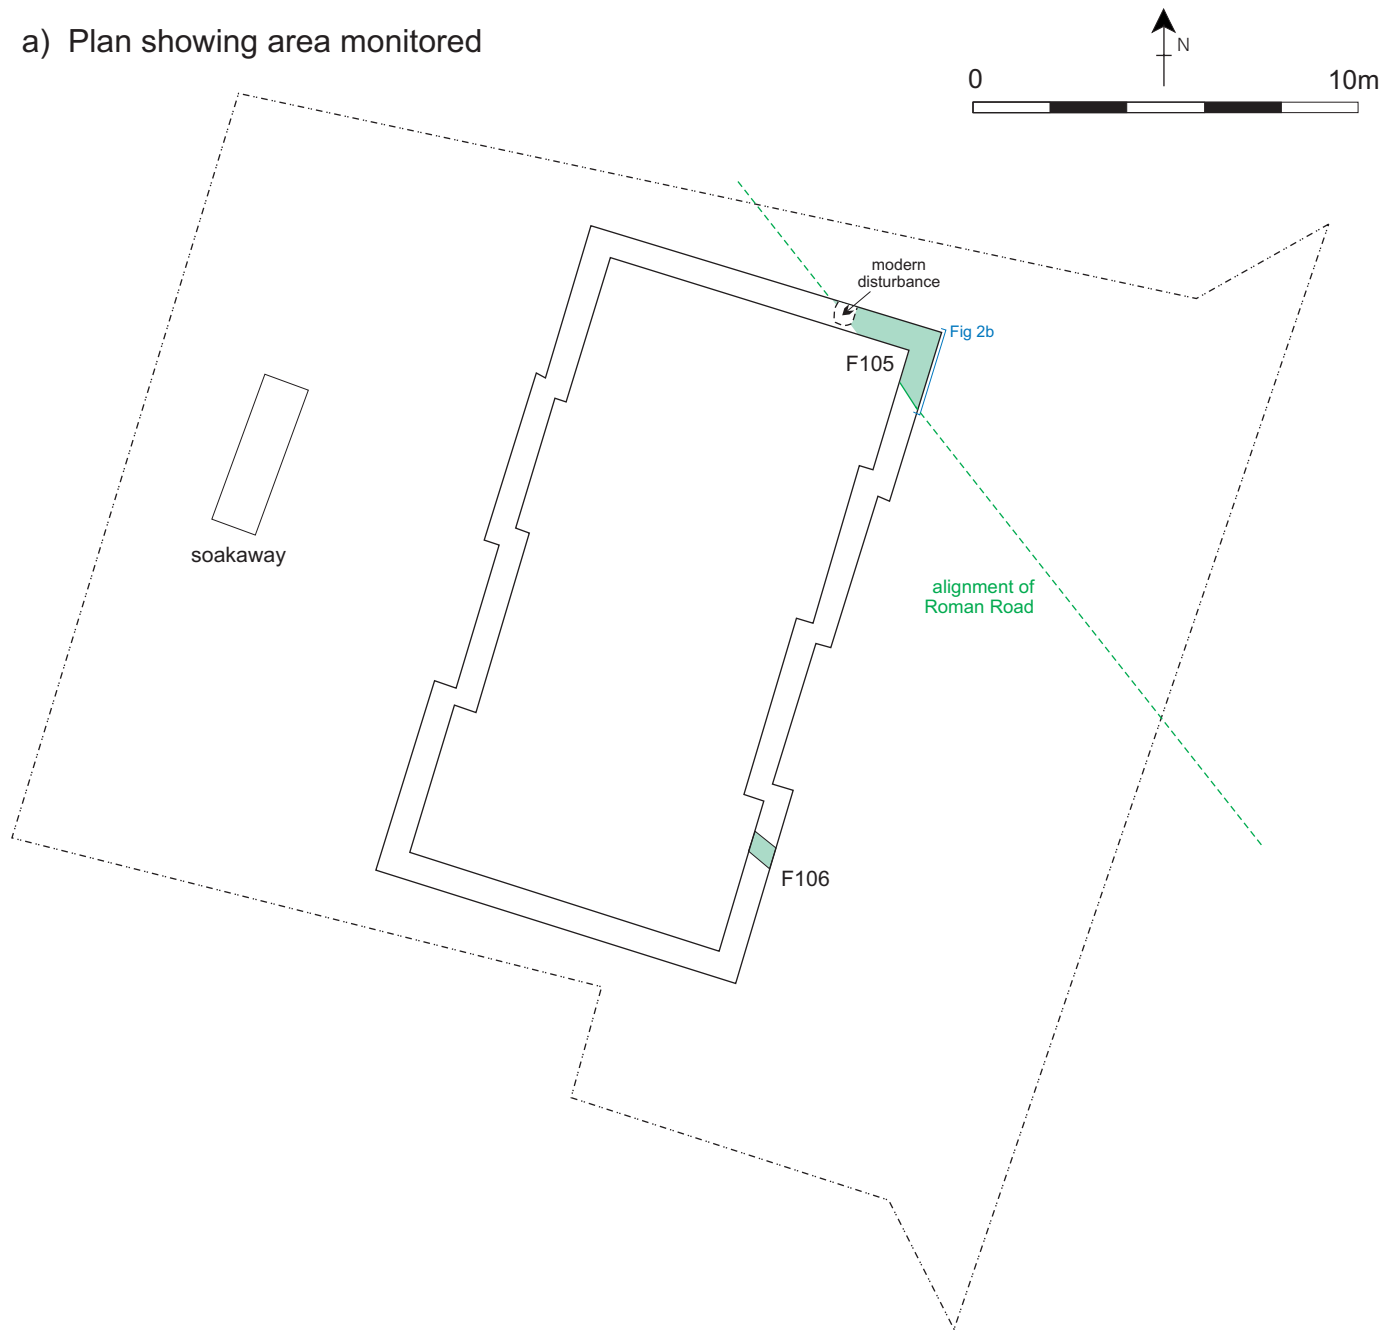 a) Plan showing area monitored
N
0
10m
modern
disturbance
Fig 2b
F105
soakaway
alignment of
Roman Road
F106